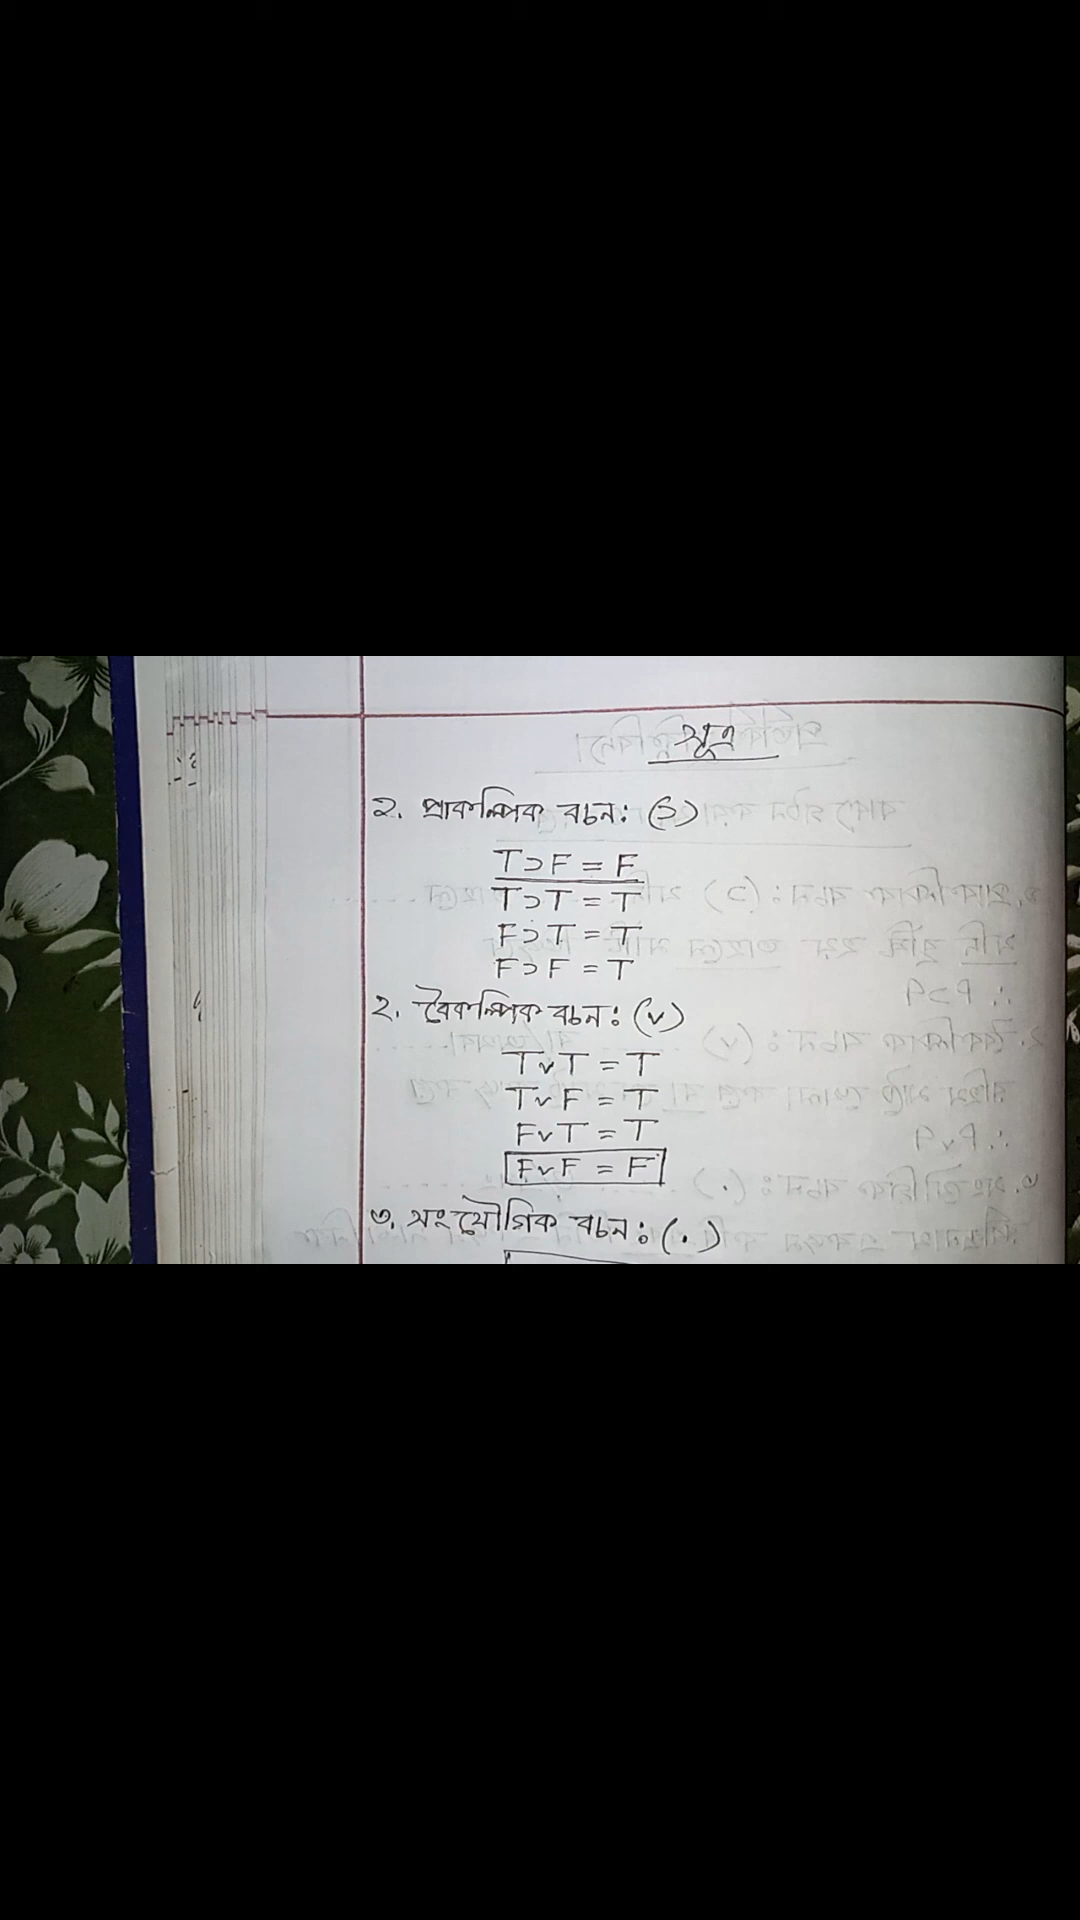 সূত্র
১. প্রাকল্পিক বচন: (⊃)
T⊃F = F
T⊃T = T
F⊃T = T
F⊃F = T
২. বৈকল্পিক বচন: (v)
TvT = T
TvF = T
FvT = T
FvF = F
৩. সংযৌগিক বচন: (.)